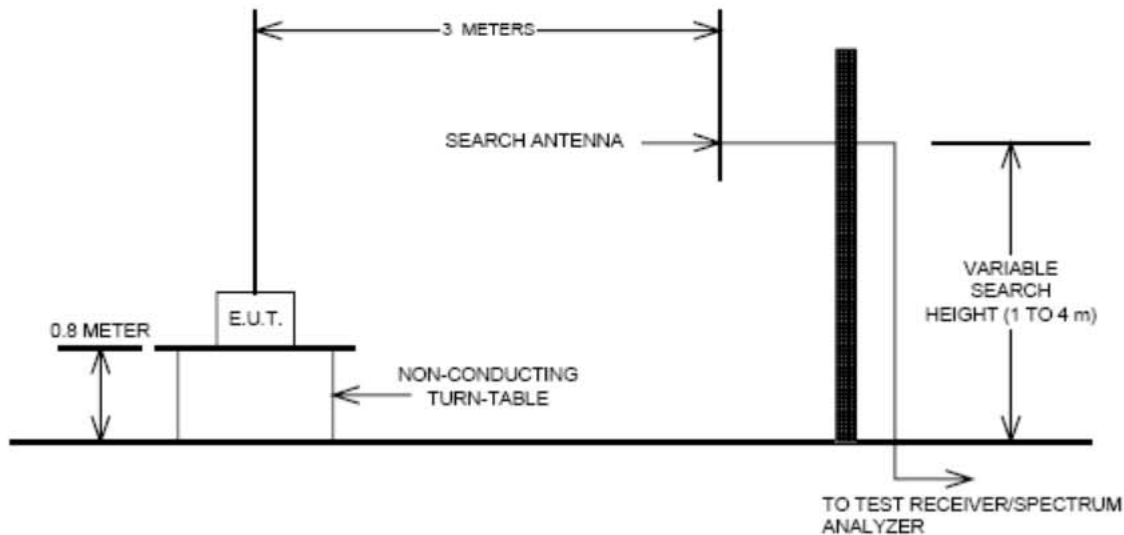 3 METERS
SEARCH ANTENNA
VARIABLE
SEARCH
HEIGHT (1 TO 4 m)
E.U.T.
0.8 METER
NON-CONDUCTING
TURN-TABLE
TO TEST RECEIVER/SPECTRUM
ANALYZER